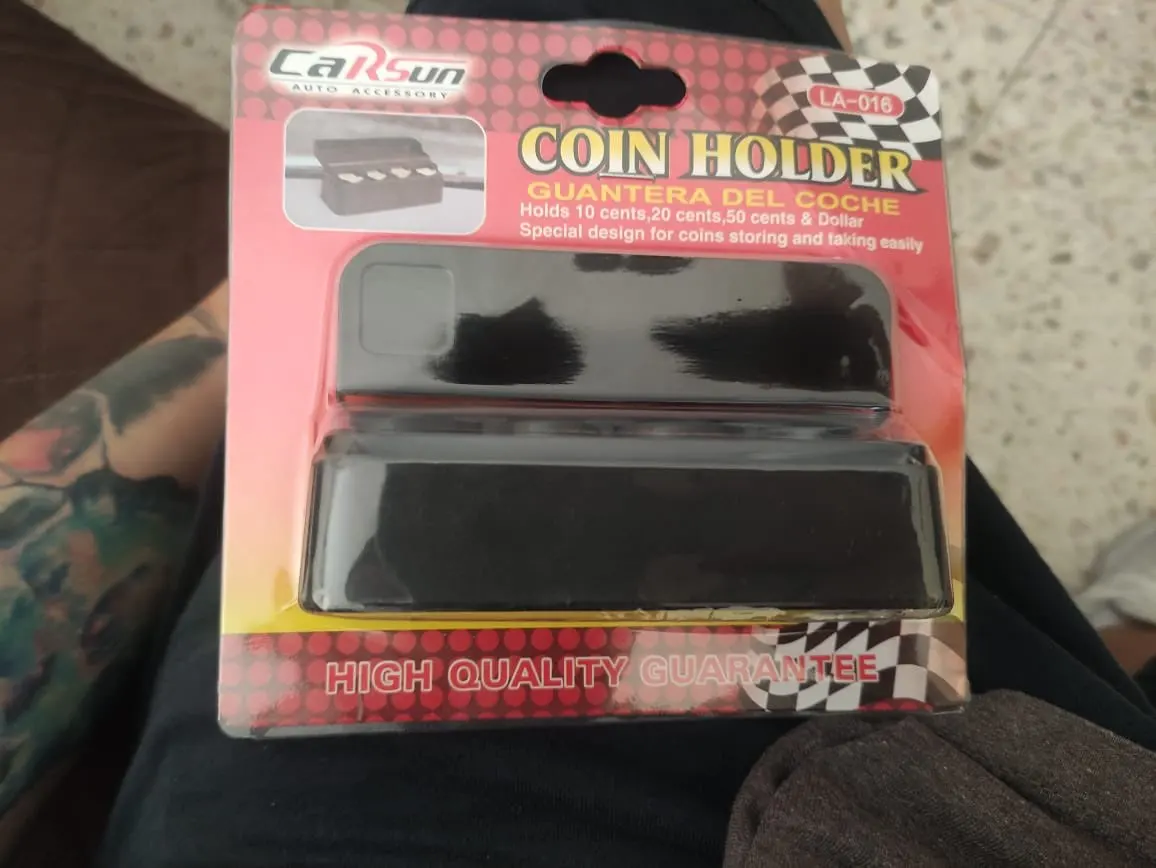 CaRSun
AUTO ACCESSORY
LA-016
COIN HOLDER
GUANTERA DEL COCHE
Holds 10 cents,20 cents,50 cents & Dollar
Special design for coins storing and taking easily
HIGH QUALITY GUARANTEE